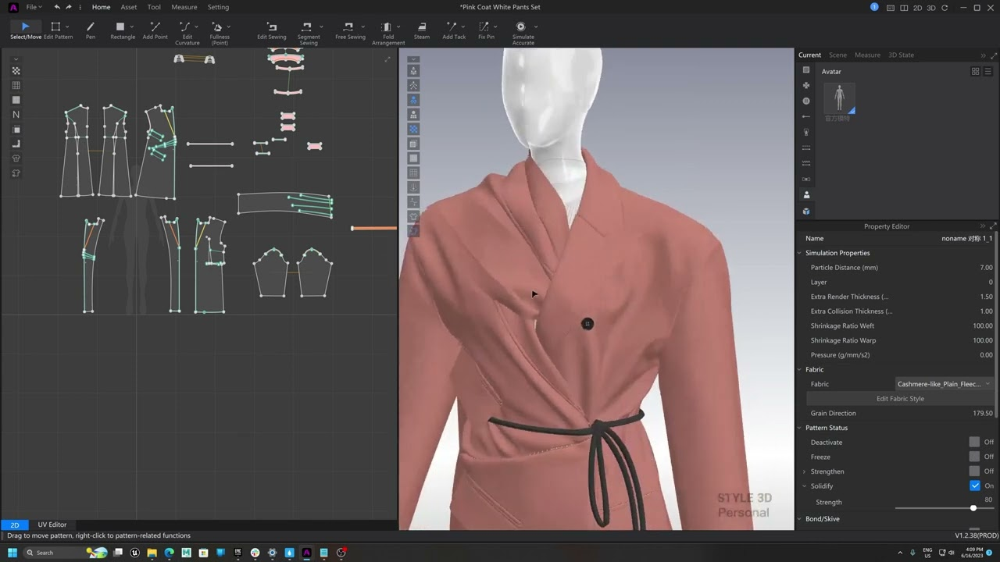 File
Home
Asset
Tool
Measure
Setting
*Pink Coat White Pants Set
1
2D
3D
Select/Move
Edit Pattern
Pen
Rectangle
Add Point
Edit
Curvature
Fullness
(Point)
Edit Sewing
Segment
Sewing
Free Sewing
Fold
Arrangement
Steam
Add Tack
Fix Pin
Simulate
Accurate
Current
Scene
Measure
3D State
Avatar
官方模特
Property Editor
Name
noname 对称 1_1
Simulation Properties
Particle Distance (mm)
7.00
Layer
0
Extra Render Thickness (...
1.50
Extra Collision Thickness (...
1.00
Shrinkage Ratio Weft
100.00
Shrinkage Ratio Warp
100.00
Pressure (g/mm/s2)
0.00
Fabric
Fabric
Cashmere-like_Plain_Fleec...
Edit Fabric Style
Grain Direction
179.50
Pattern Status
Deactivate
Off
Freeze
Off
Strengthen
Off
Solidify
On
Strength
80
Bond/Skive
STYLE 3D
Personal
2D
UV Editor
Drag to move pattern, right-click to pattern-related functions
V1.2.38(PROD)
Search
ENG
US
4:09 PM
6/16/2023